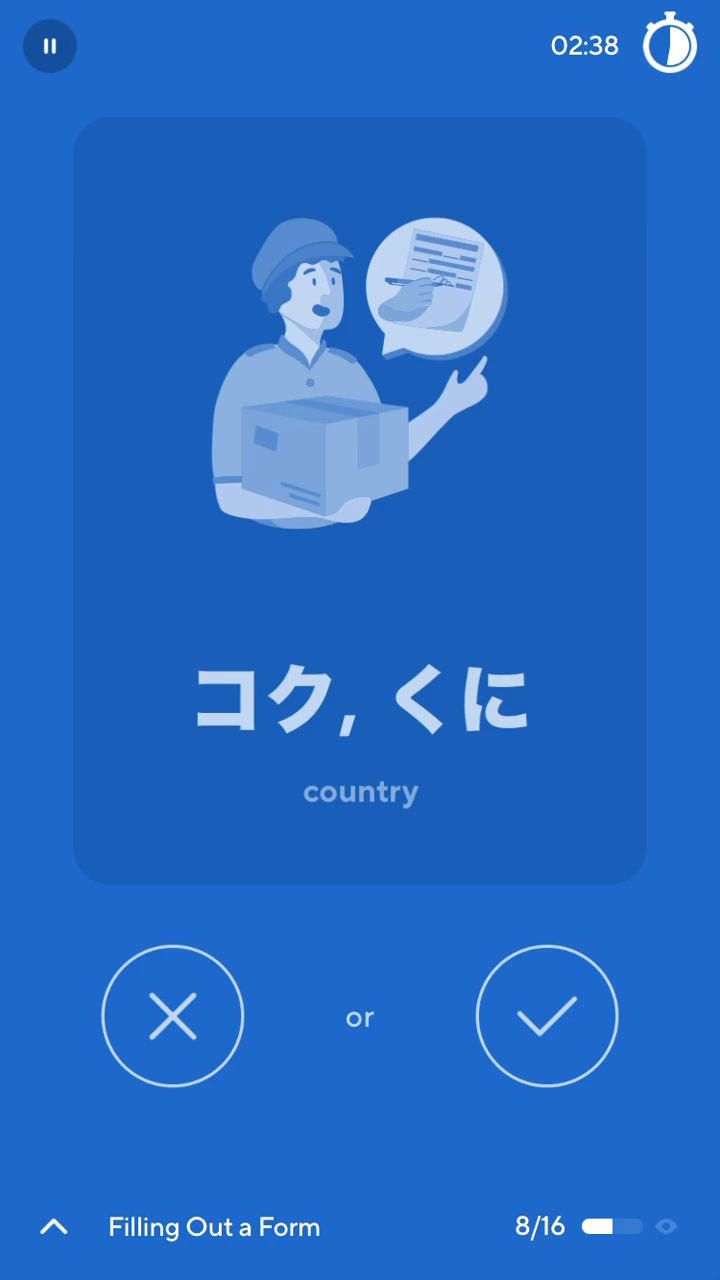 02:38
コク, くに
country
or
Filling Out a Form
8/16